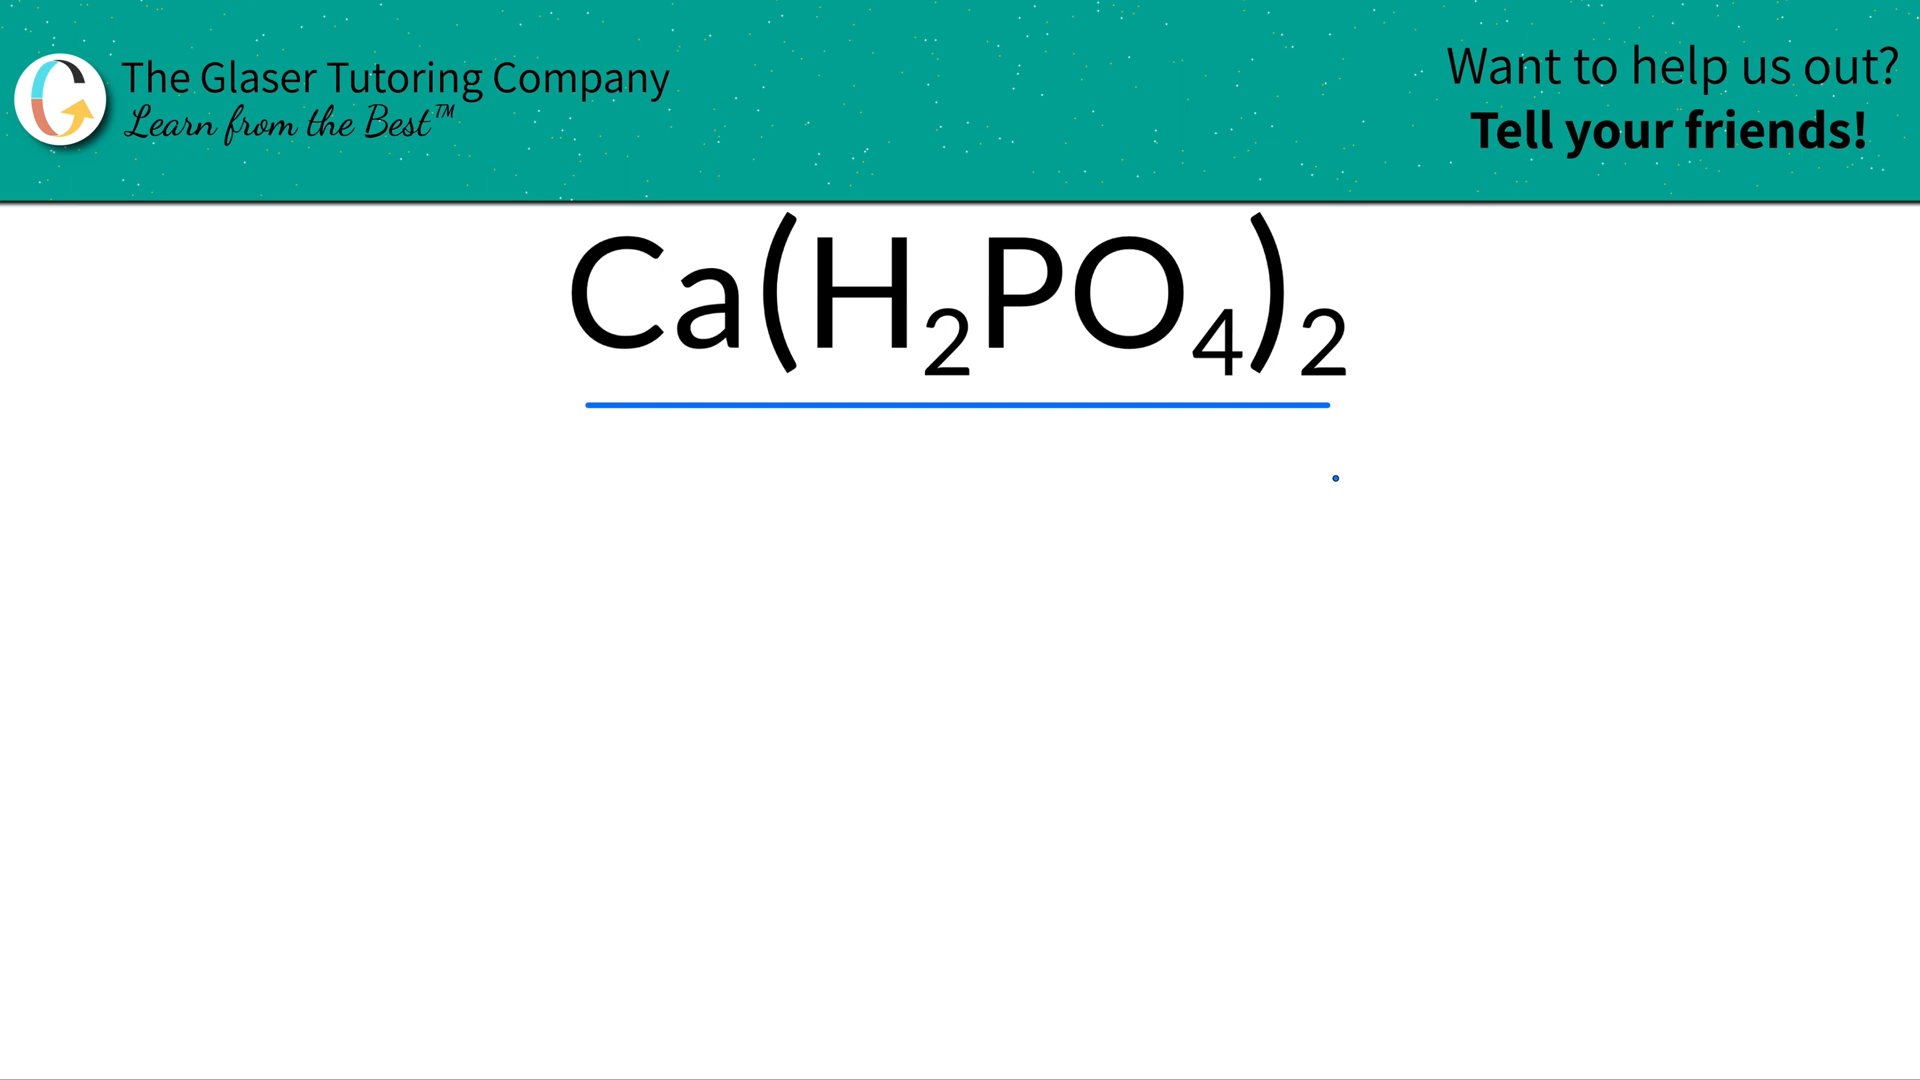 The Glaser Tutoring Company
Learn from the Best™
Want to help us out?
Tell your friends!
Ca(H₂PO₄)₂